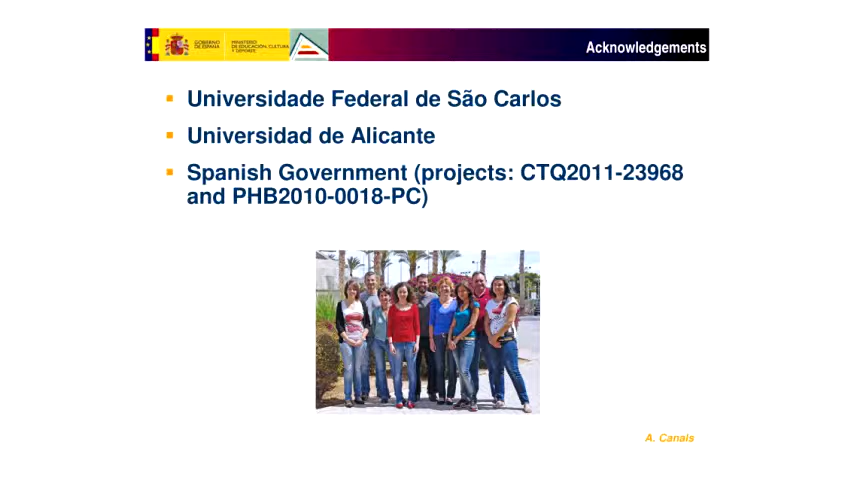 GOBIERNO
DE ESPAÑA
MINISTERIO
DE EDUCACIÓN, CULTURA
Y DEPORTE
Acknowledgements
▪ Universidade Federal de São Carlos
▪ Universidad de Alicante
▪ Spanish Government (projects: CTQ2011-23968
and PHB2010-0018-PC)
A. Canals